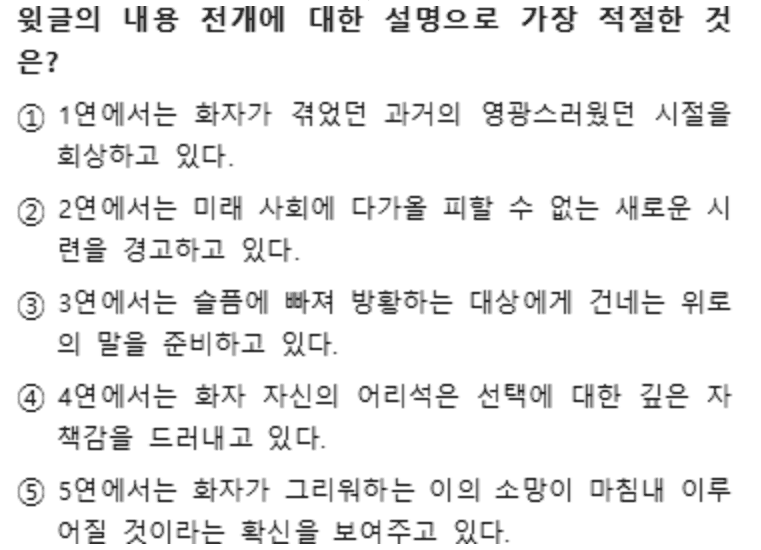 윗글의 내용 전개에 대한 설명으로 가장 적절한 것
은?
① 1연에서는 화자가 겪었던 과거의 영광스러웠던 시절을
회상하고 있다.
② 2연에서는 미래 사회에 다가올 피할 수 없는 새로운 시
련을 경고하고 있다.
③ 3연에서는 슬픔에 빠져 방황하는 대상에게 건네는 위로
의 말을 준비하고 있다.
④ 4연에서는 화자 자신의 어리석은 선택에 대한 깊은 자
책감을 드러내고 있다.
⑤ 5연에서는 화자가 그리워하는 이의 소망이 마침내 이루
어질 것이라는 확신을 보여주고 있다.